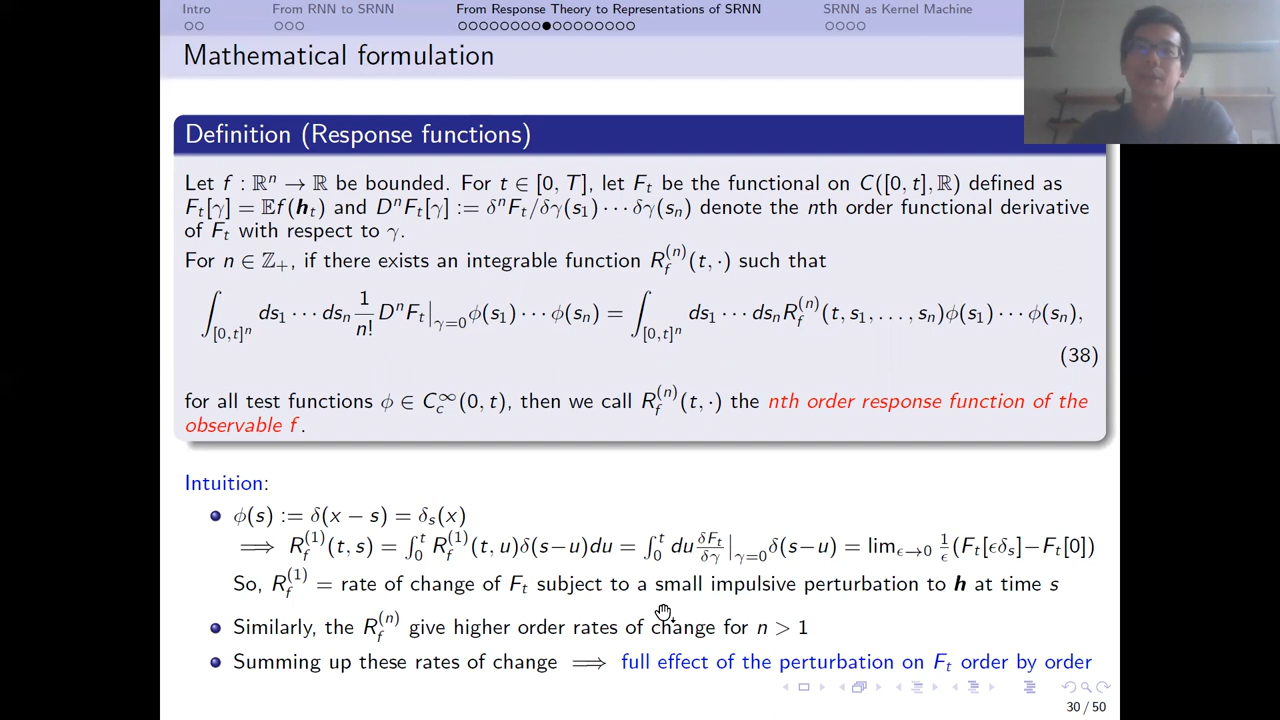 Intro
From RNN to SRNN
From Response Theory to Representations of SRNN
SRNN as Kernel Machine
Mathematical formulation
Definition (Response functions)
Let f : ℝⁿ → ℝ be bounded. For t ∈ [0, T], let F_t be the functional on C([0, t], ℝ) defined as
F_t[γ] = 𝔼f(h_t) and DⁿF_t[γ] := δⁿF_t/δγ(s₁) ⋯ δγ(s_n) denote the nth order functional derivative
of F_t with respect to γ.
For n ∈ ℤ₊, if there exists an integrable function R_f^(n)(t, ·) such that
∫_{[0,t]ⁿ} ds₁ ⋯ ds_n 1/n! DⁿF_t|_{γ=0} φ(s₁) ⋯ φ(s_n) = ∫_{[0,t]ⁿ} ds₁ ⋯ ds_n R_f^(n)(t, s₁, …, s_n)φ(s₁) ⋯ φ(s_n),
(38)
for all test functions φ ∈ C_c^∞(0, t), then we call R_f^(n)(t, ·) the nth order response function of the
observable f.
Intuition:
φ(s) := δ(x − s) = δ_s(x)
⟹ R_f^(1)(t, s) = ∫₀^t R_f^(1)(t, u)δ(s−u)du = ∫₀^t du δF_t/δγ|_{γ=0} δ(s−u) = lim_{ϵ→0} 1/ϵ (F_t[ϵδ_s]−F_t[0])
So, R_f^(1) = rate of change of F_t subject to a small impulsive perturbation to h at time s
Similarly, the R_f^(n) give higher order rates of change for n > 1
Summing up these rates of change ⟹ full effect of the perturbation on F_t order by order
30 / 50